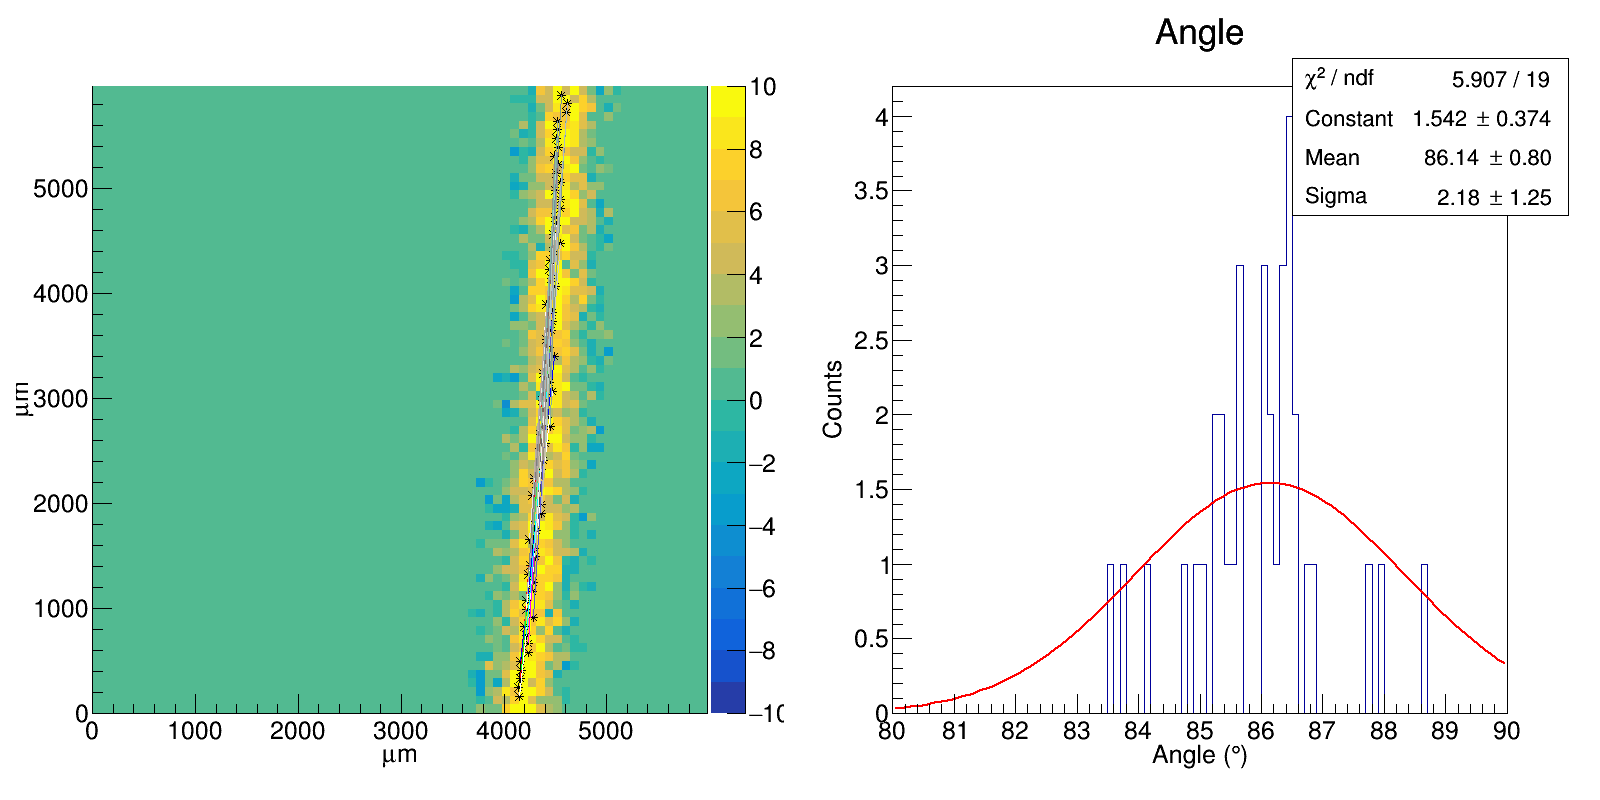 Angle
χ² / ndf 5.907 / 19
Constant 1.542 ± 0.374
Mean 86.14 ± 0.80
Sigma 2.18 ± 1.25
μm
5000
4000
3000
2000
1000
0
0 1000 2000 3000 4000 5000
μm
10
8
6
4
2
0
−2
−4
−6
−8
−10
Counts
4
3.5
3
2.5
2
1.5
1
0.5
0
80 81 82 83 84 85 86 87 88 89 90
Angle (°)